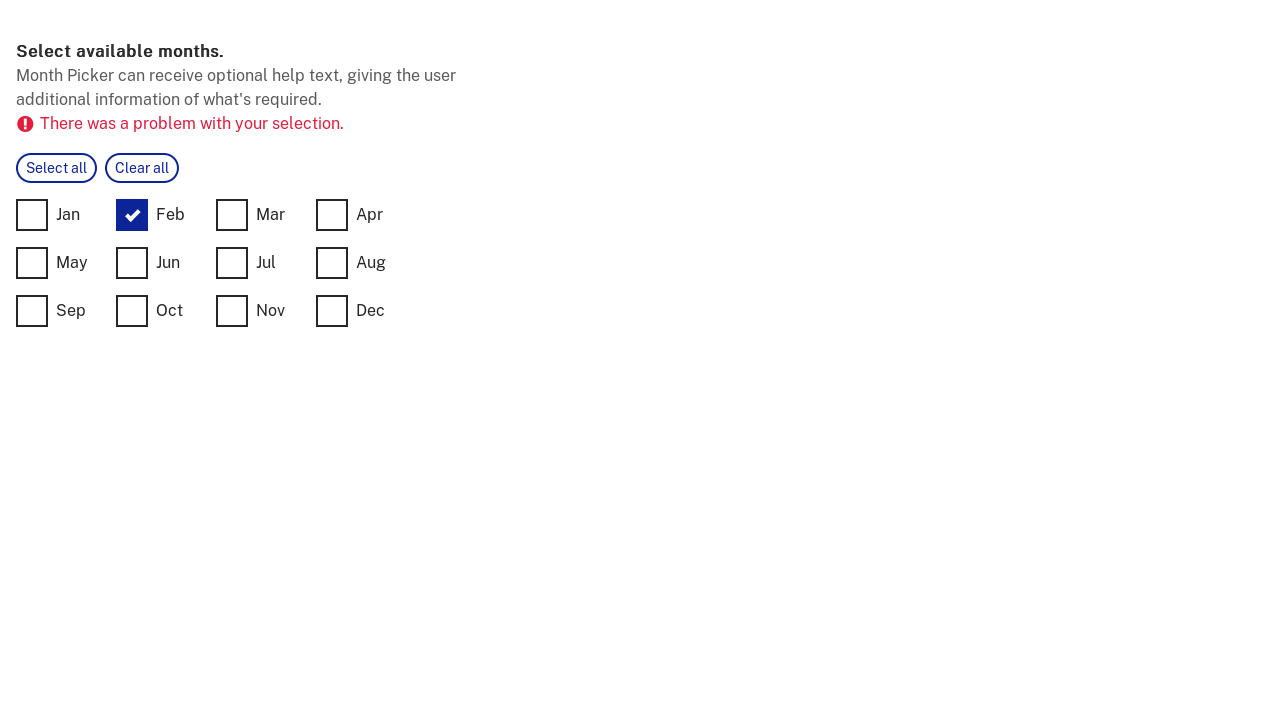 Select available months.
Month Picker can receive optional help text, giving the user
additional information of what's required.
There was a problem with your selection.
Select all Clear all
Jan Feb Mar Apr
May Jun Jul Aug
Sep Oct Nov Dec